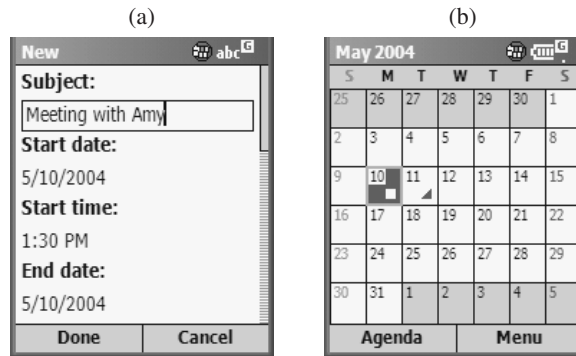 (a)
New abc G
Subject:
Meeting with Amy
Start date:
5/10/2004
Start time:
1:30 PM
End date:
5/10/2004
Done Cancel
(b)
May 2004 G
S M T W T F S
25 26 27 28 29 30 1
2 3 4 5 6 7 8
9 10 11 12 13 14 15
16 17 18 19 20 21 22
23 24 25 26 27 28 29
30 31 1 2 3 4 5
Agenda Menu